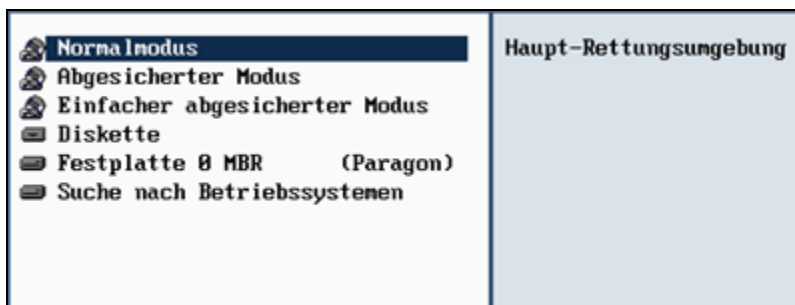 Normalmodus
Abgesicherter Modus
Einfacher abgesicherter Modus
Diskette
Festplatte 0 MBR (Paragon)
Suche nach Betriebssystemen
Haupt-Rettungsumgebung